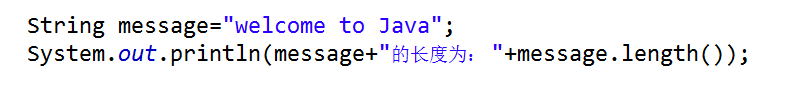 String message="welcome to Java";
System.out.println(message+"的长度为："+message.length());